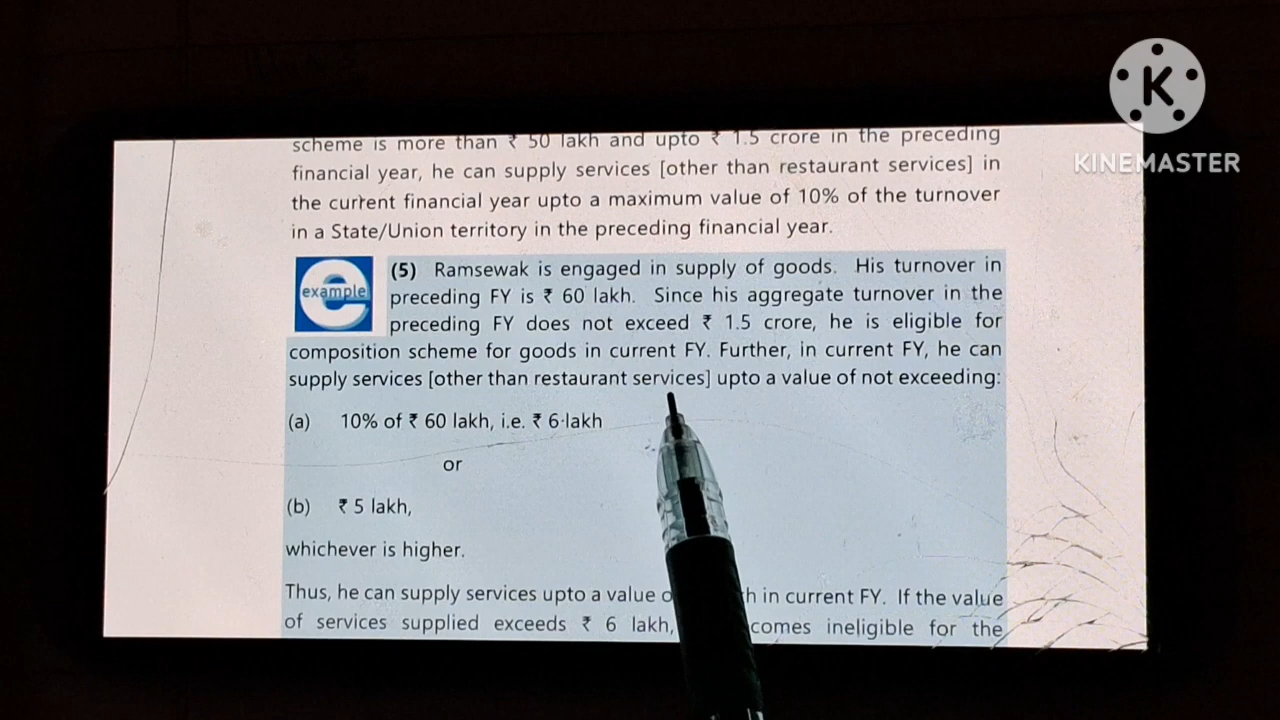 KINEMASTER
scheme is more than ₹ 50 lakh and upto ₹ 1.5 crore in the preceding
financial year, he can supply services [other than restaurant services] in
the current financial year upto a maximum value of 10% of the turnover
in a State/Union territory in the preceding financial year.
example
(5) Ramsewak is engaged in supply of goods. His turnover in
preceding FY is ₹ 60 lakh. Since his aggregate turnover in the
preceding FY does not exceed ₹ 1.5 crore, he is eligible for
composition scheme for goods in current FY. Further, in current FY, he can
supply services [other than restaurant services] upto a value of not exceeding:
(a) 10% of ₹ 60 lakh, i.e. ₹ 6 lakh
or
(b) ₹ 5 lakh,
whichever is higher.
Thus, he can supply services upto a value in current FY. If the value
of services supplied exceeds ₹ 6 lakh, ineligible for the